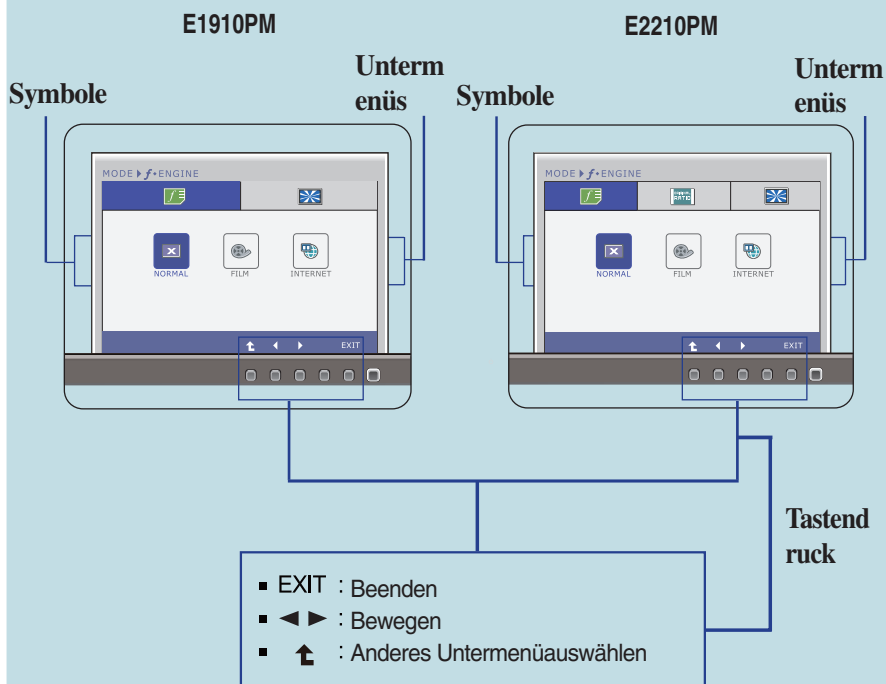 E1910PM
E2210PM
Symbole
Unterm
enüs
Symbole
Unterm
enüs
MODE f·ENGINE
NORMAL
FILM
INTERNET
EXIT
MODE f·ENGINE
RATIO
NORMAL
FILM
INTERNET
EXIT
Tastend
ruck
EXIT : Beenden
: Bewegen
: Anderes Untermenüauswählen